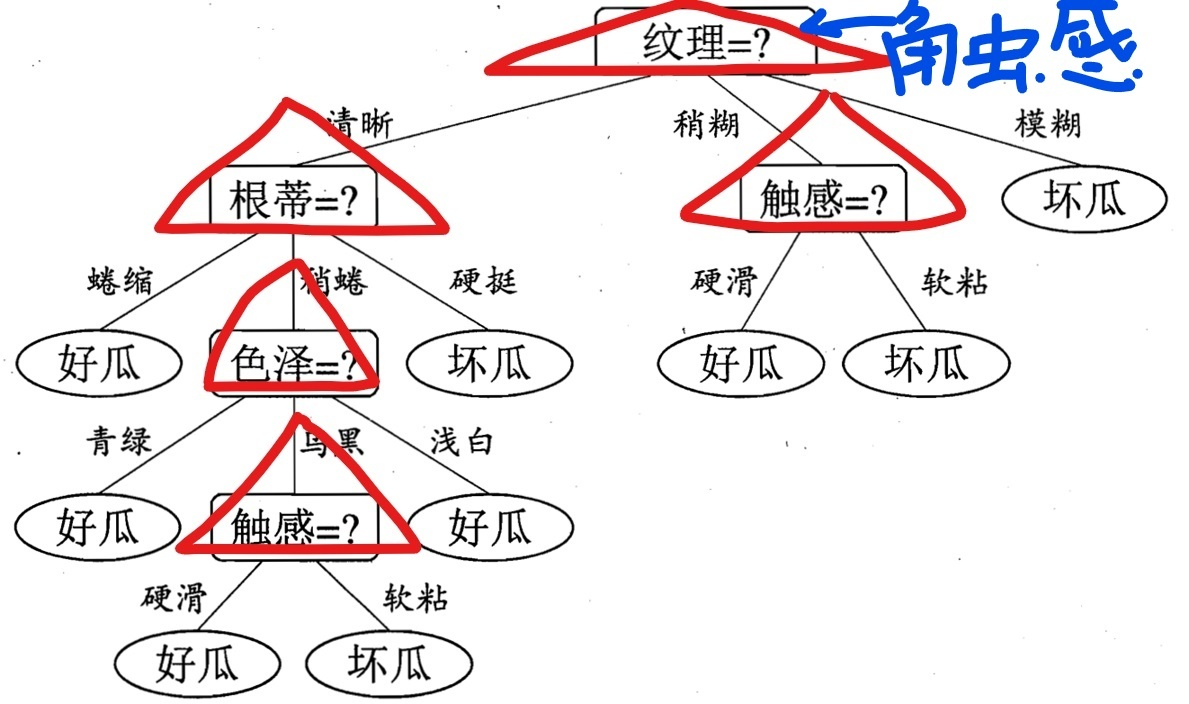 纹理=?
角虫感
清晰
稍糊
模糊
根蒂=?
触感=?
坏瓜
蜷缩
稍蜷
硬挺
硬滑
软粘
好瓜
色泽=?
坏瓜
好瓜
坏瓜
青绿
乌黑
浅白
好瓜
触感=?
好瓜
硬滑
软粘
好瓜
坏瓜